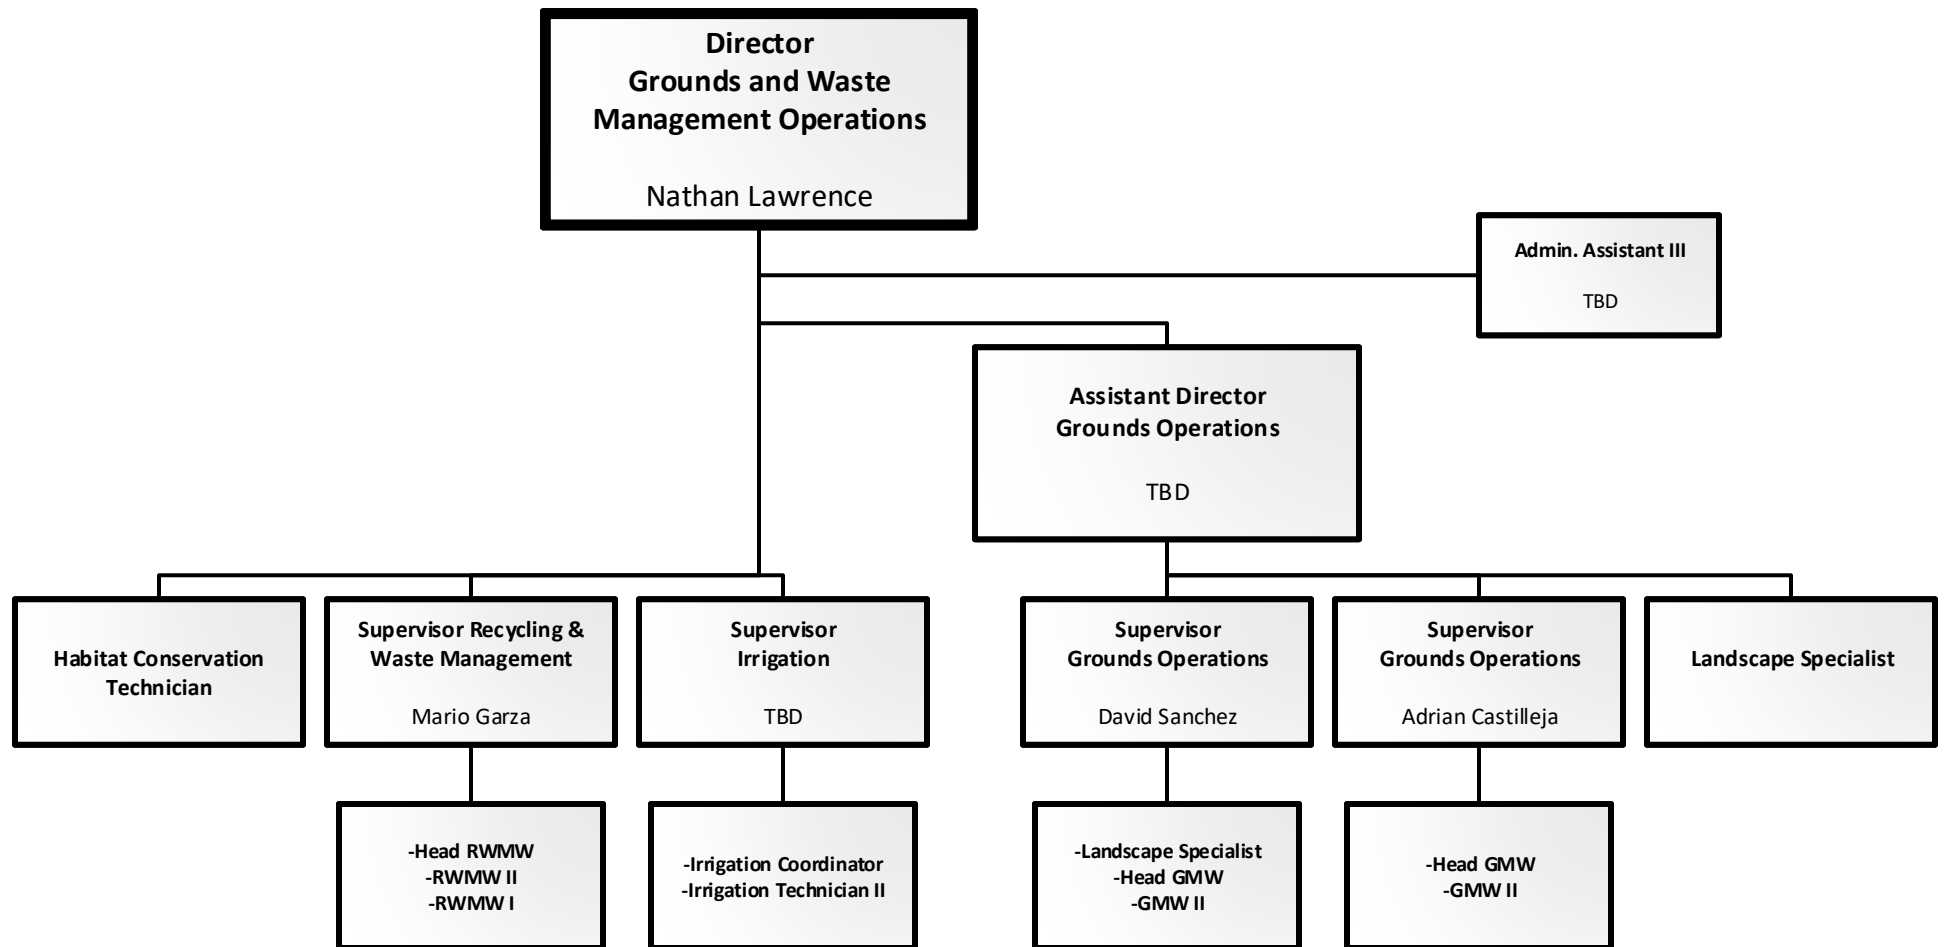 Director
Grounds and Waste
Management Operations
Nathan Lawrence
Admin. Assistant III
TBD
Assistant Director
Grounds Operations
TBD
Habitat Conservation
Technician
Supervisor Recycling &
Waste Management
Mario Garza
Supervisor
Irrigation
TBD
Supervisor
Grounds Operations
David Sanchez
Supervisor
Grounds Operations
Adrian Castilleja
Landscape Specialist
-Head RWMW
-RWMW II
-RWMW I
-Irrigation Coordinator
-Irrigation Technician II
-Landscape Specialist
-Head GMW
-GMW II
-Head GMW
-GMW II